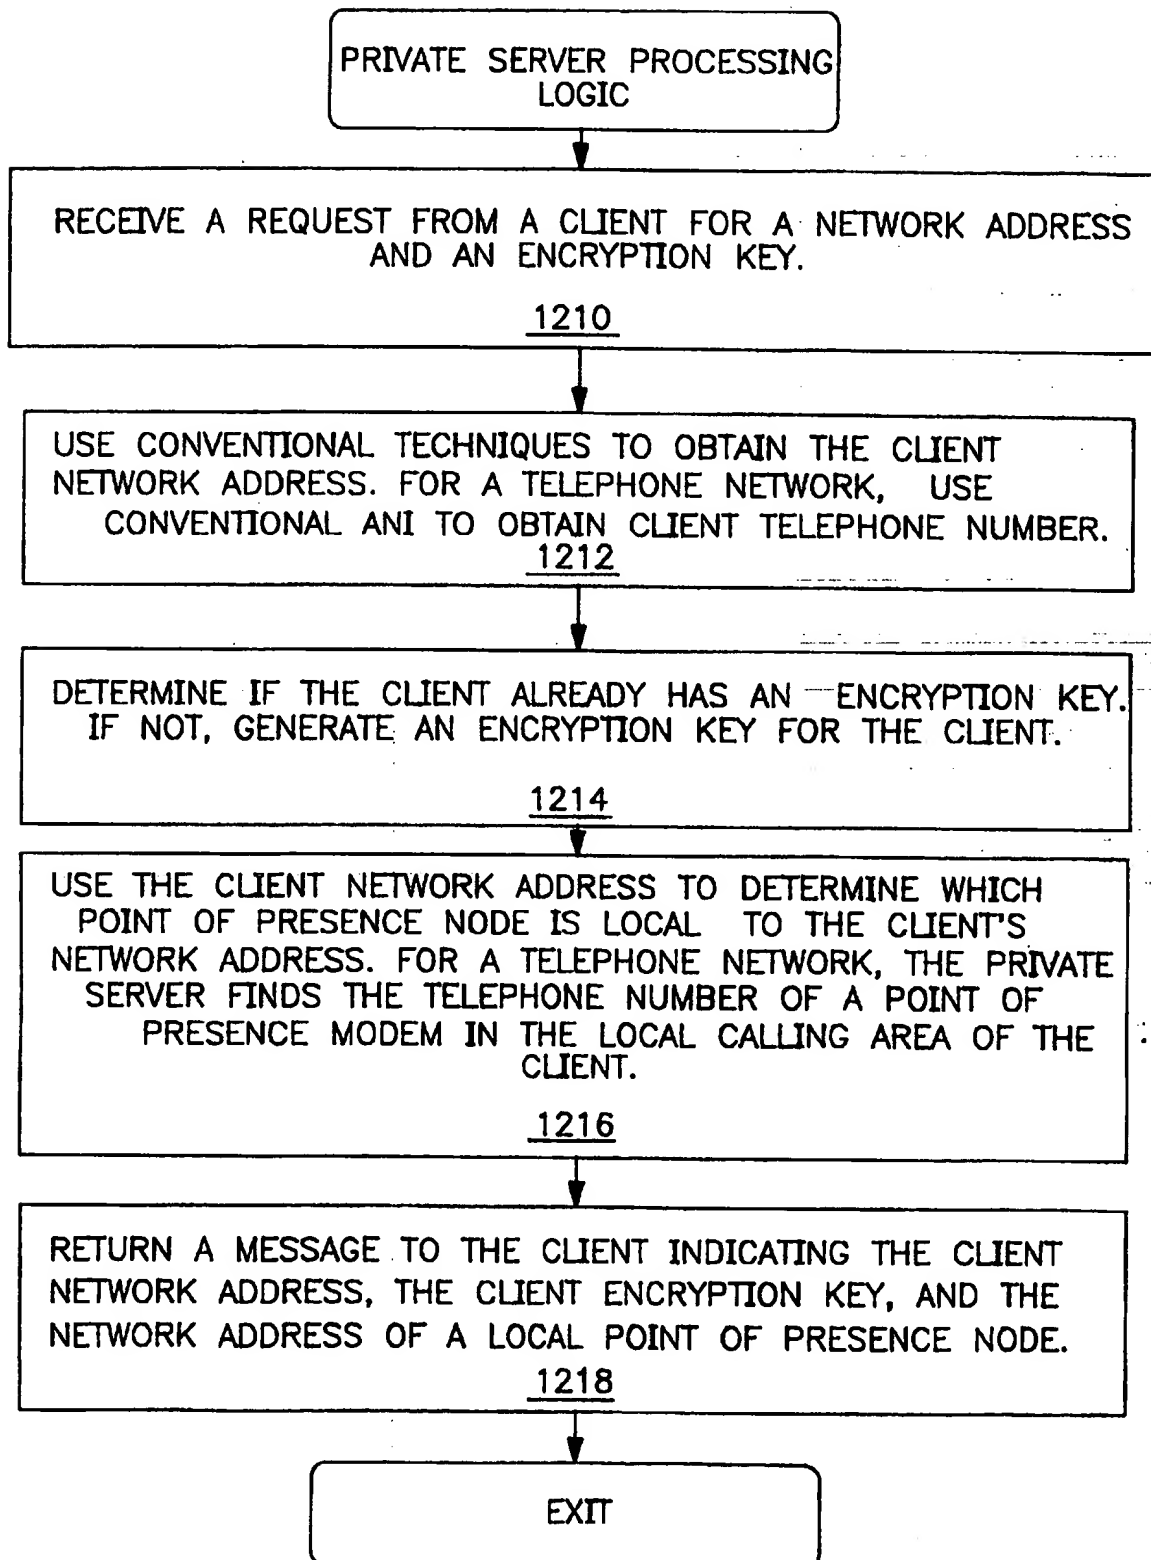 PRIVATE SERVER PROCESSING
LOGIC
RECEIVE A REQUEST FROM A CLIENT FOR A NETWORK ADDRESS
AND AN ENCRYPTION KEY.
1210
USE CONVENTIONAL TECHNIQUES TO OBTAIN THE CLIENT
NETWORK ADDRESS. FOR A TELEPHONE NETWORK, USE
CONVENTIONAL ANI TO OBTAIN CLIENT TELEPHONE NUMBER.
1212
DETERMINE IF THE CLIENT ALREADY HAS AN ENCRYPTION KEY.
IF NOT, GENERATE AN ENCRYPTION KEY FOR THE CLIENT.
1214
USE THE CLIENT NETWORK ADDRESS TO DETERMINE WHICH
POINT OF PRESENCE NODE IS LOCAL TO THE CLIENT'S
NETWORK ADDRESS. FOR A TELEPHONE NETWORK, THE PRIVATE
SERVER FINDS THE TELEPHONE NUMBER OF A POINT OF
PRESENCE MODEM IN THE LOCAL CALLING AREA OF THE
CLIENT.
1216
RETURN A MESSAGE TO THE CLIENT INDICATING THE CLIENT
NETWORK ADDRESS, THE CLIENT ENCRYPTION KEY, AND THE
NETWORK ADDRESS OF A LOCAL POINT OF PRESENCE NODE.
1218
EXIT